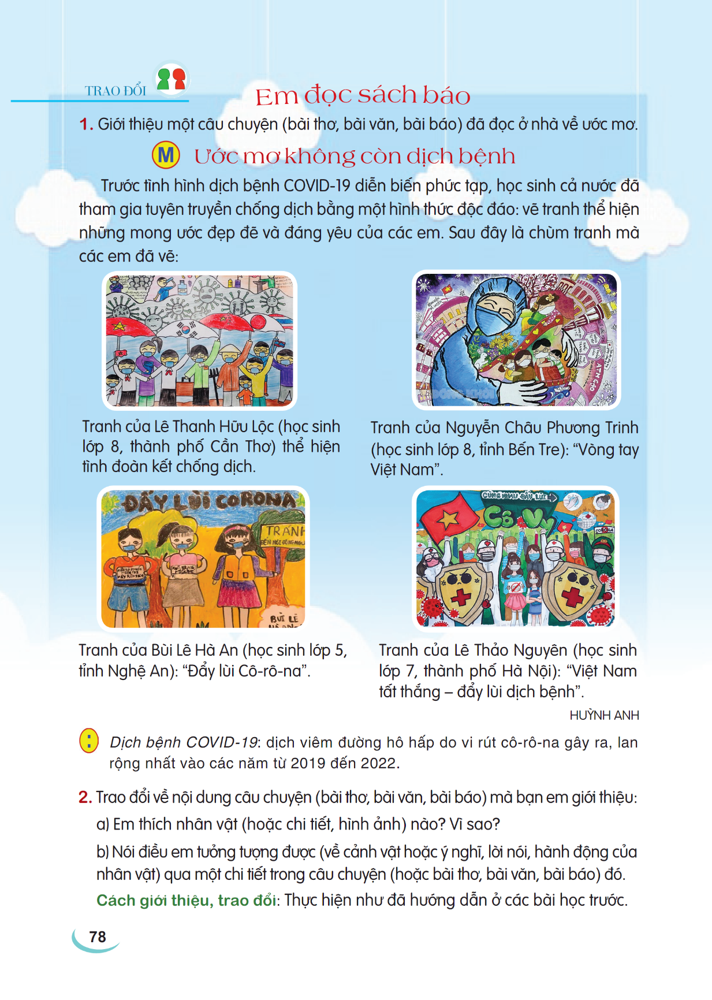 TRAO ĐỔI
Em đọc sách báo
1. Giới thiệu một câu chuyện (bài thơ, bài văn, bài báo) đã đọc ở nhà về ước mơ.
M Ước mơ không còn dịch bệnh
Trước tình hình dịch bệnh COVID-19 diễn biến phức tạp, học sinh cả nước đã
tham gia tuyên truyền chống dịch bằng một hình thức độc đáo: vẽ tranh thể hiện
những mong ước đẹp đẽ và đáng yêu của các em. Sau đây là chùm tranh mà
các em đã vẽ:
ATM GẠO
ĐỒNG KHỞI
Tranh của Lê Thanh Hữu Lộc (học sinh
lớp 8, thành phố Cần Thơ) thể hiện
tình đoàn kết chống dịch.
Tranh của Nguyễn Châu Phương Trinh
(học sinh lớp 8, tỉnh Bến Tre): “Vòng tay
Việt Nam”.
ĐẨY LÙI CORONA
TRÁNH
ĐẾN NƠI ĐÔNG NGƯ
BÙI LÊ
HÀ AN
CÙNG NHAU ĐẨY LÙI
Cô Vy
CORONA
Tranh của Bùi Lê Hà An (học sinh lớp 5,
tỉnh Nghệ An): “Đẩy lùi Cô-rô-na”.
Tranh của Lê Thảo Nguyên (học sinh
lớp 7, thành phố Hà Nội): “Việt Nam
tất thắng – đẩy lùi dịch bệnh”.
HUỲNH ANH
: Dịch bệnh COVID-19: dịch viêm đường hô hấp do vi rút cô-rô-na gây ra, lan
rộng nhất vào các năm từ 2019 đến 2022.
2. Trao đổi về nội dung câu chuyện (bài thơ, bài văn, bài báo) mà bạn em giới thiệu:
a) Em thích nhân vật (hoặc chi tiết, hình ảnh) nào? Vì sao?
b) Nói điều em tưởng tượng được (về cảnh vật hoặc ý nghĩ, lời nói, hành động của
nhân vật) qua một chi tiết trong câu chuyện (hoặc bài thơ, bài văn, bài báo) đó.
Cách giới thiệu, trao đổi: Thực hiện như đã hướng dẫn ở các bài học trước.
78